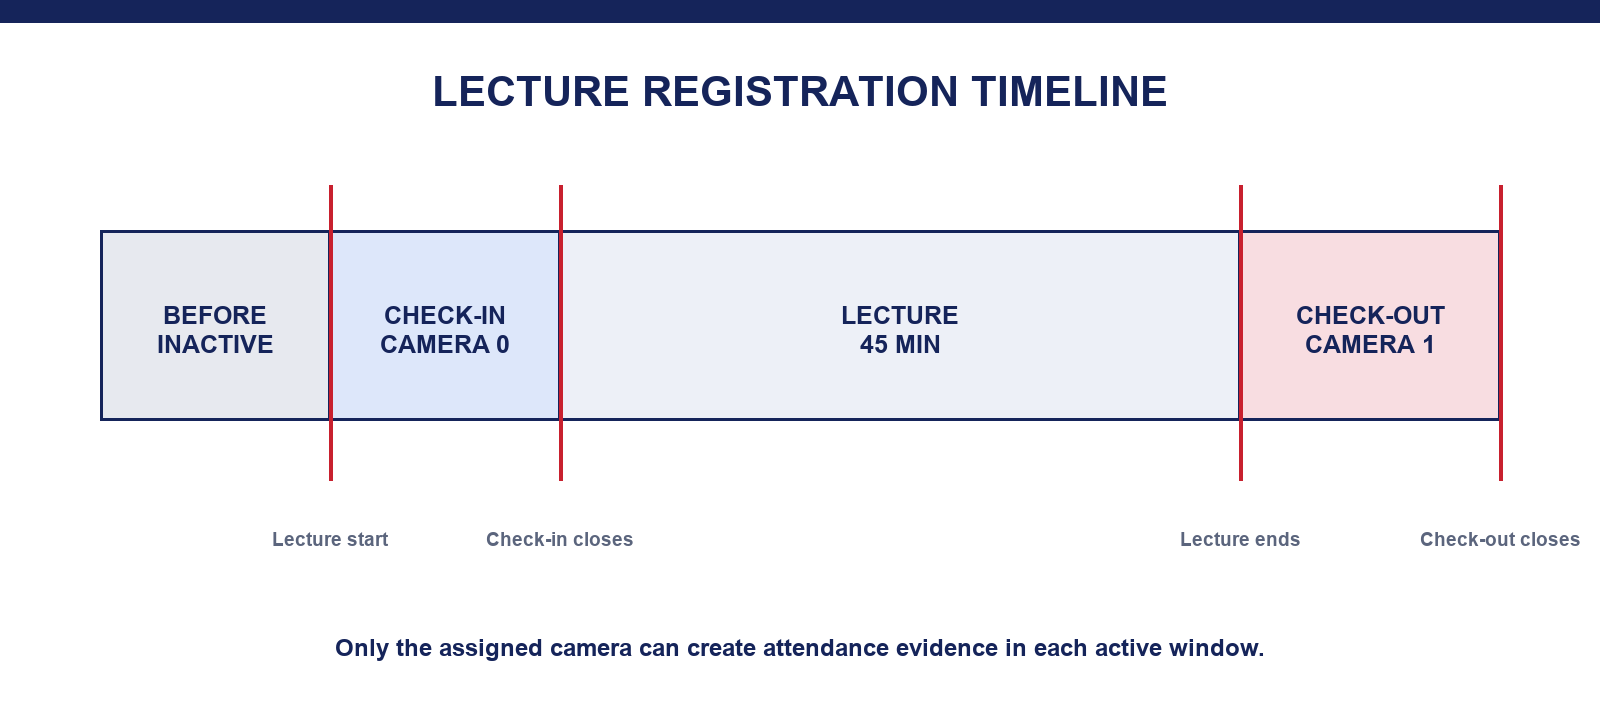 LECTURE REGISTRATION TIMELINE
BEFORE
INACTIVE
CHECK-IN
CAMERA 0
LECTURE
45 MIN
CHECK-OUT
CAMERA 1
Lecture start
Check-in closes
Lecture ends
Check-out closes
Only the assigned camera can create attendance evidence in each active window.